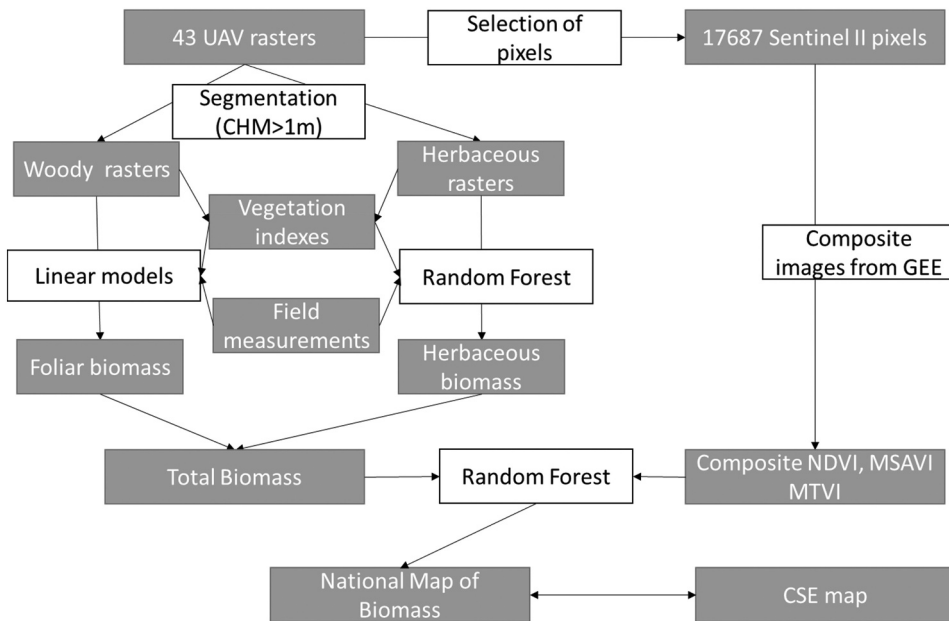 43 UAV rasters
Selection of
pixels
17687 Sentinel II pixels
Segmentation
(CHM>1m)
Woody rasters
Herbaceous
rasters
Vegetation
indexes
Composite
images from GEE
Linear models
Random Forest
Field
measurements
Foliar biomass
Herbaceous
biomass
Total Biomass
Random Forest
Composite NDVI, MSAVI
MTVI
National Map of
Biomass
CSE map